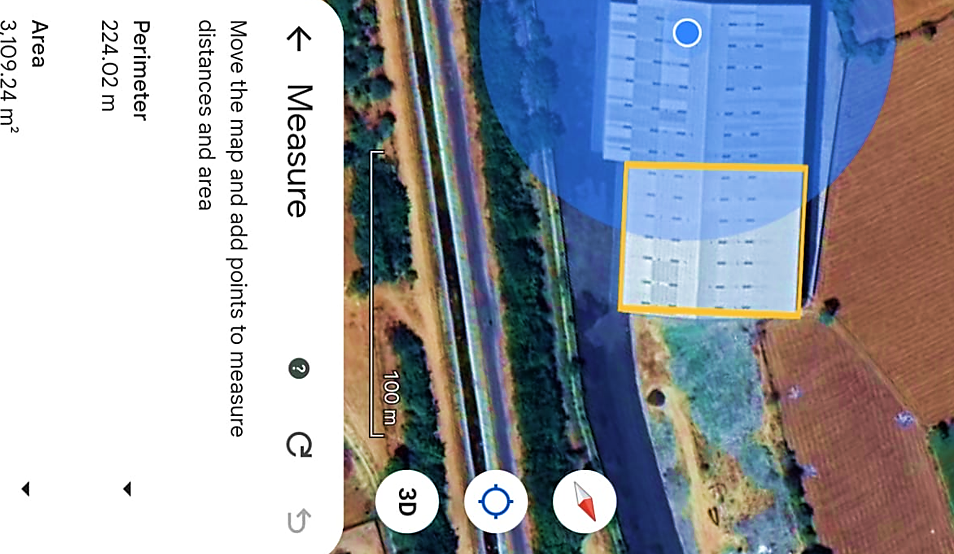 Measure
Move the map and add points to measure
distances and area
Perimeter
224.02 m
Area
3,109.24 m²
100 m
3D
?